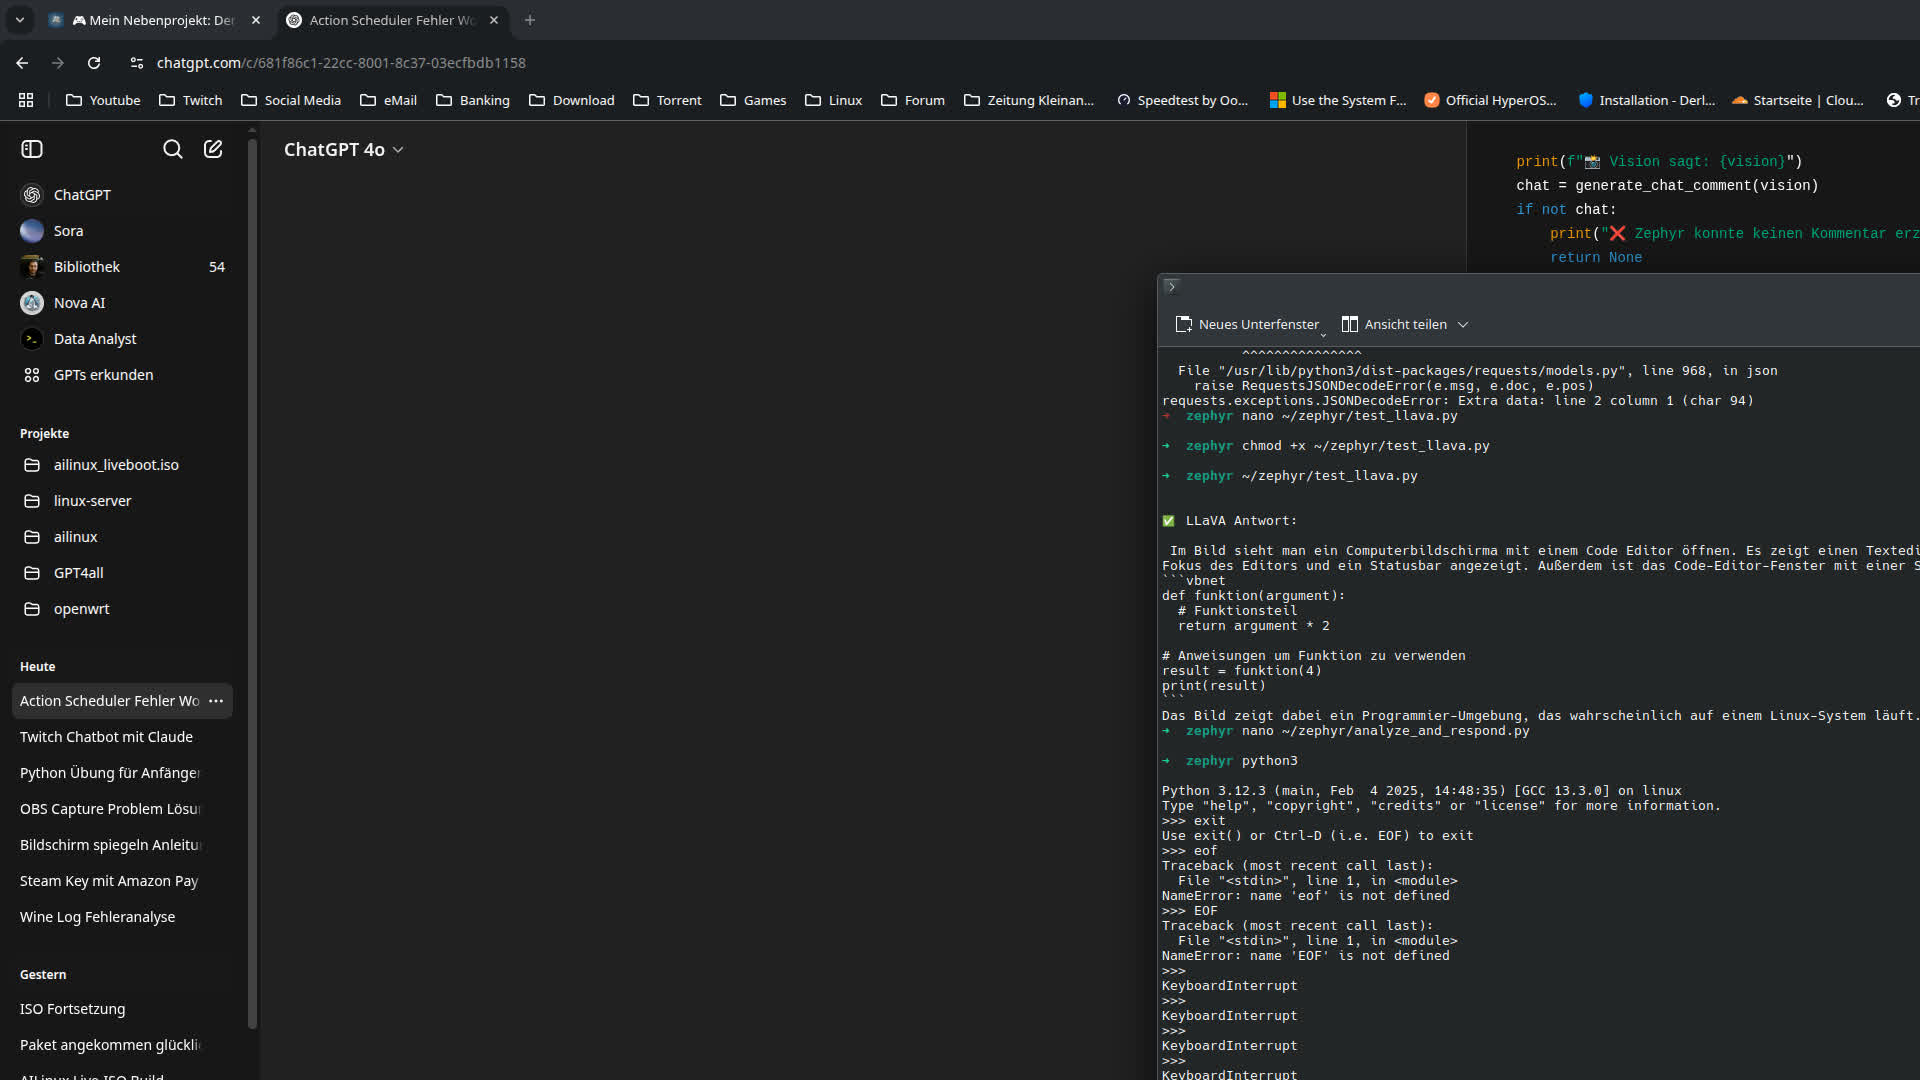 🎮 Mein Nebenprojekt: Der
Action Scheduler Fehler Wo
chatgpt.com/c/681f86c1-22cc-8001-8c37-03ecfbdb1158
Youtube
Twitch
Social Media
eMail
Banking
Download
Torrent
Games
Linux
Forum
Zeitung Kleinan...
Speedtest by Oo...
Use the System F...
Official HyperOS...
Installation - Derl...
Startseite | Clou...
Tr
ChatGPT
Sora
Bibliothek 54
Nova AI
Data Analyst
GPTs erkunden
Projekte
ailinux_liveboot.iso
linux-server
ailinux
GPT4all
openwrt
Heute
Action Scheduler Fehler Wo
Twitch Chatbot mit Claude
Python Übung für Anfänger
OBS Capture Problem Lösu
Bildschirm spiegeln Anleitu
Steam Key mit Amazon Pay
Wine Log Fehleranalyse
Gestern
ISO Fortsetzung
Paket angekommen glückli
AILinux Live ISO Build
ChatGPT 4o
print(f"📸 Vision sagt: {vision}")
chat = generate_chat_comment(vision)
if not chat:
print("❌ Zephyr konnte keinen Kommentar erz
return None
Neues Unterfenster
Ansicht teilen
^^^^^^^^^^^^^^^
File "/usr/lib/python3/dist-packages/requests/models.py", line 968, in json
raise RequestsJSONDecodeError(e.msg, e.doc, e.pos)
requests.exceptions.JSONDecodeError: Extra data: line 2 column 1 (char 94)
➜ zephyr nano ~/zephyr/test_llava.py
➜ zephyr chmod +x ~/zephyr/test_llava.py
➜ zephyr ~/zephyr/test_llava.py
✅ LLaVA Antwort:
Im Bild sieht man ein Computerbildschirma mit einem Code Editor öffnen. Es zeigt einen Textedi
Fokus des Editors und ein Statusbar angezeigt. Außerdem ist das Code-Editor-Fenster mit einer S
```vbnet
def funktion(argument):
# Funktionsteil
return argument * 2
# Anweisungen um Funktion zu verwenden
result = funktion(4)
print(result)
```
Das Bild zeigt dabei ein Programmier-Umgebung, das wahrscheinlich auf einem Linux-System läuft.
➜ zephyr nano ~/zephyr/analyze_and_respond.py
➜ zephyr python3
Python 3.12.3 (main, Feb  4 2025, 14:48:35) [GCC 13.3.0] on linux
Type "help", "copyright", "credits" or "license" for more information.
>>> exit
Use exit() or Ctrl-D (i.e. EOF) to exit
>>> eof
Traceback (most recent call last):
File "<stdin>", line 1, in <module>
NameError: name 'eof' is not defined
>>> EOF
Traceback (most recent call last):
File "<stdin>", line 1, in <module>
NameError: name 'EOF' is not defined
>>>
KeyboardInterrupt
>>>
KeyboardInterrupt
>>>
KeyboardInterrupt
>>>
KeyboardInterrupt